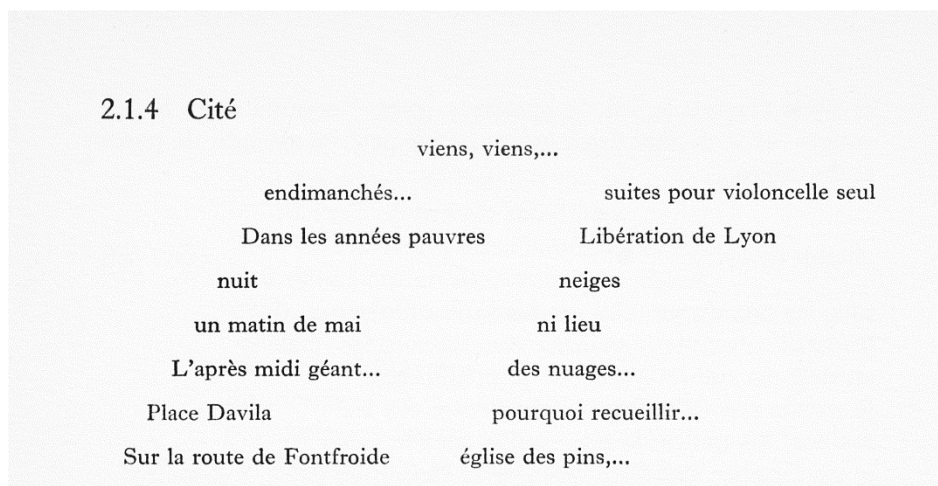 2.1.4 Cité
viens, viens,...
endimanchés... suites pour violoncelle seul
Dans les années pauvres Libération de Lyon
nuit neiges
un matin de mai ni lieu
L'après midi géant... des nuages...
Place Davila pourquoi recueillir...
Sur la route de Fontfroide église des pins,...